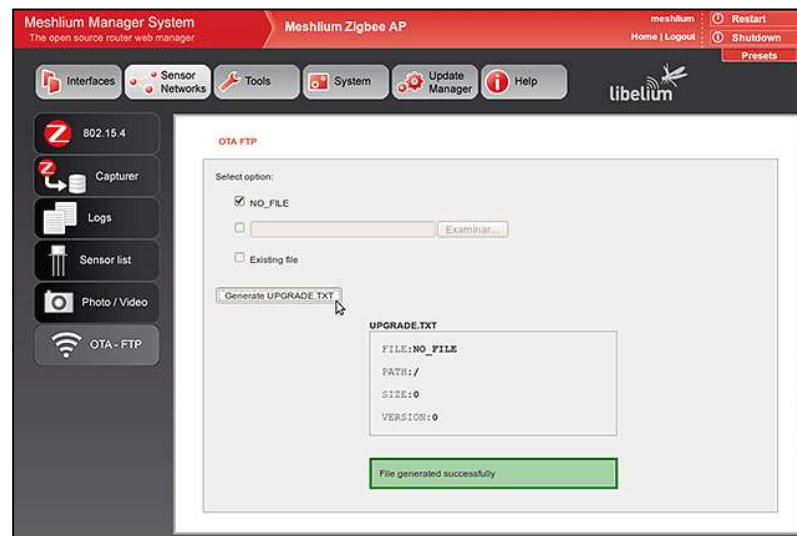 Meshlium Manager System
The open source router web manager
Meshlium Zigbee AP
meshlium
Home | Logout
Restart
Shutdown
Presets
Interfaces
Sensor
Networks
Tools
System
Update
Manager
Help
libelium
802.15.4
Capturer
Logs
Sensor list
Photo / Video
OTA - FTP
OTA FTP
Select option:
NO_FILE
Examinar...
Existing file
Generate UPGRADE.TXT
UPGRADE.TXT
FILE:NO_FILE
PATH:/
SIZE:0
VERSION:0
File generated successfully